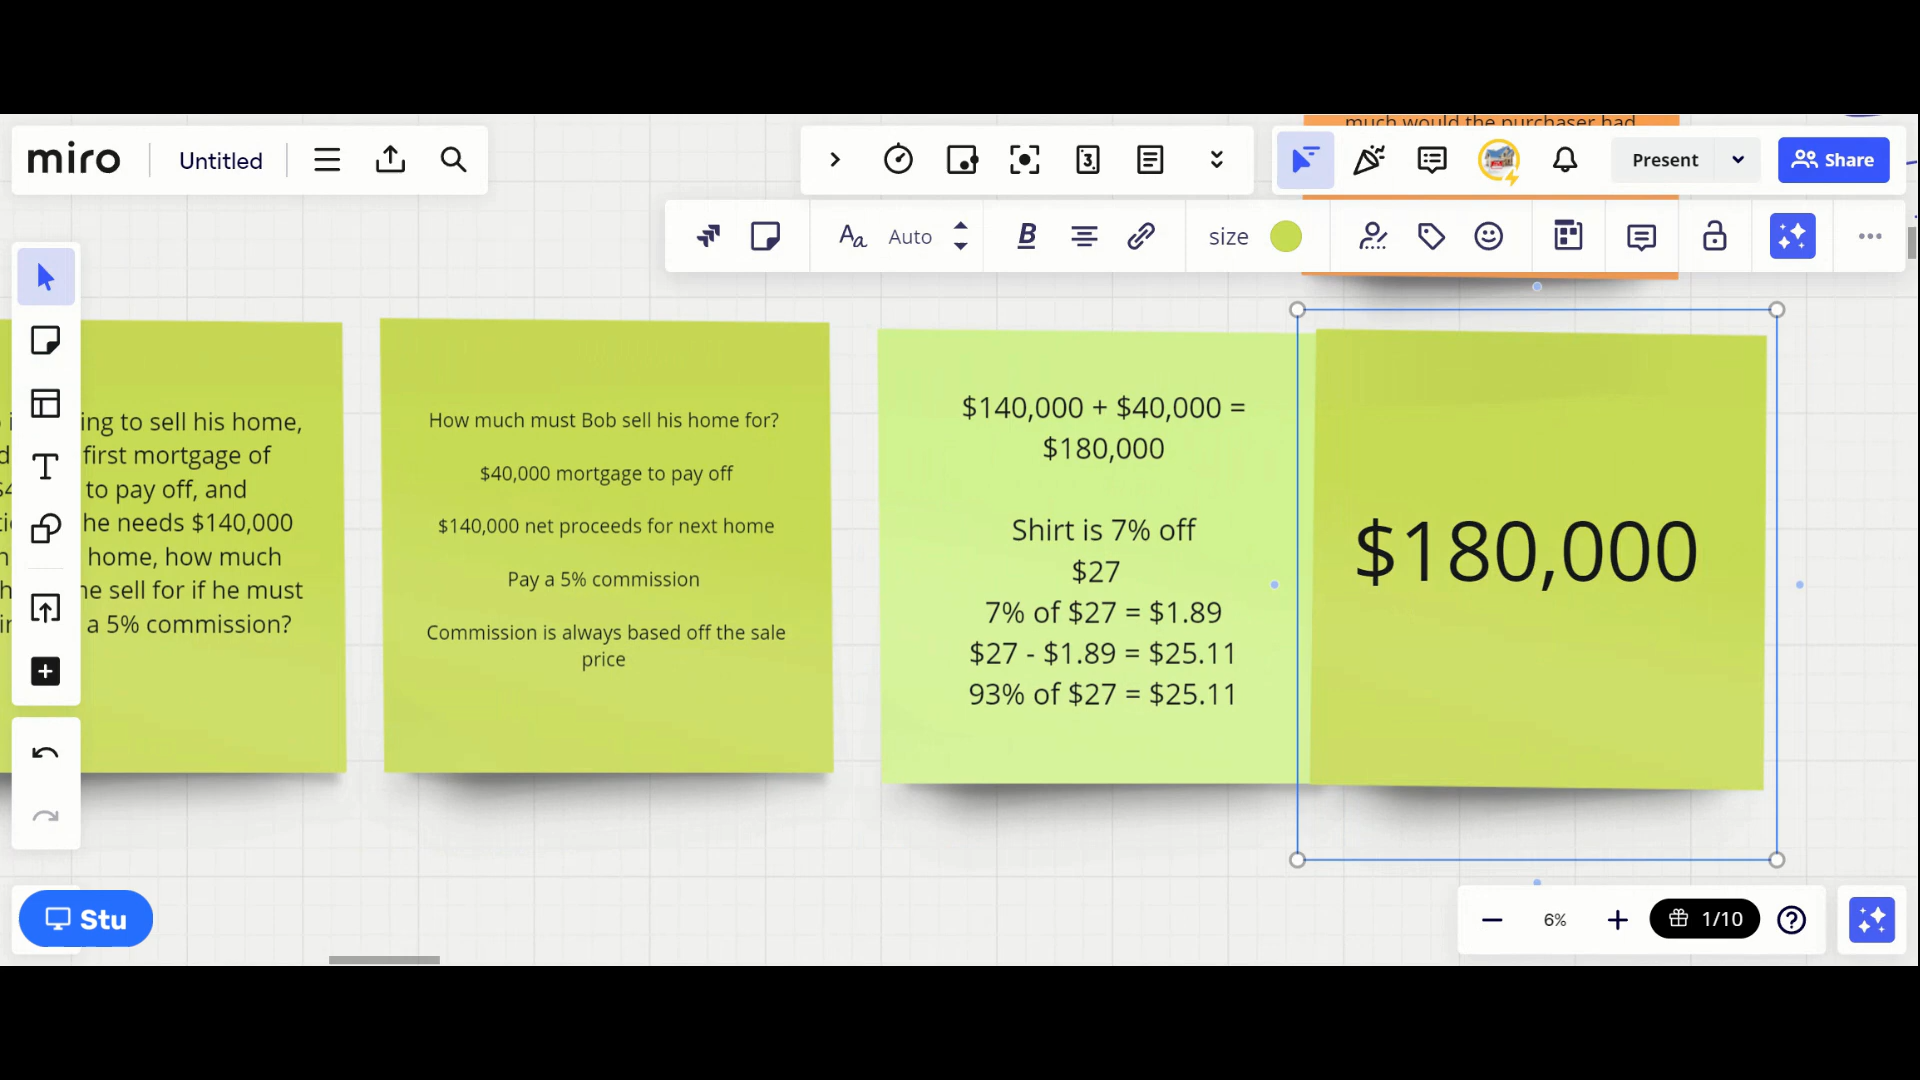 much would the purchaser had
miro
Untitled
3
Present
Share
Aa
Auto
B
size
ing to sell his home,
first mortgage of
to pay off, and
he needs $140,000
home, how much
sell for if he must
a 5% commission?
How much must Bob sell his home for?
$40,000 mortgage to pay off
$140,000 net proceeds for next home
Pay a 5% commission
Commission is always based off the sale
price
$140,000 + $40,000 =
$180,000
Shirt is 7% off
$27
7% of $27 = $1.89
$27 - $1.89 = $25.11
93% of $27 = $25.11
$180,000
T
Stu
6%
1/10